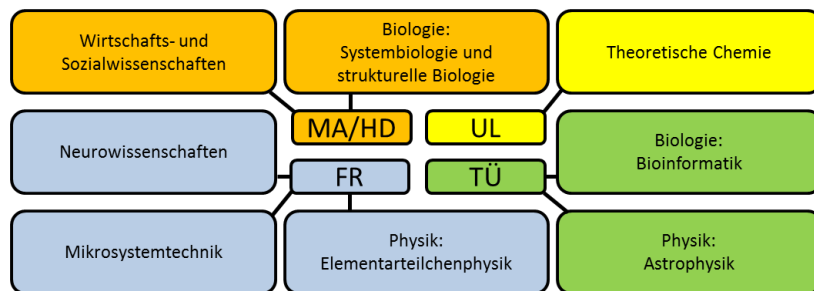 Wirtschafts- und
Sozialwissenschaften
Biologie:
Systembiologie und
strukturelle Biologie
Theoretische Chemie
MA/HD
UL
Neurowissenschaften
FR
TÜ
Biologie:
Bioinformatik
Mikrosystemtechnik
Physik:
Elementarteilchenphysik
Physik:
Astrophysik